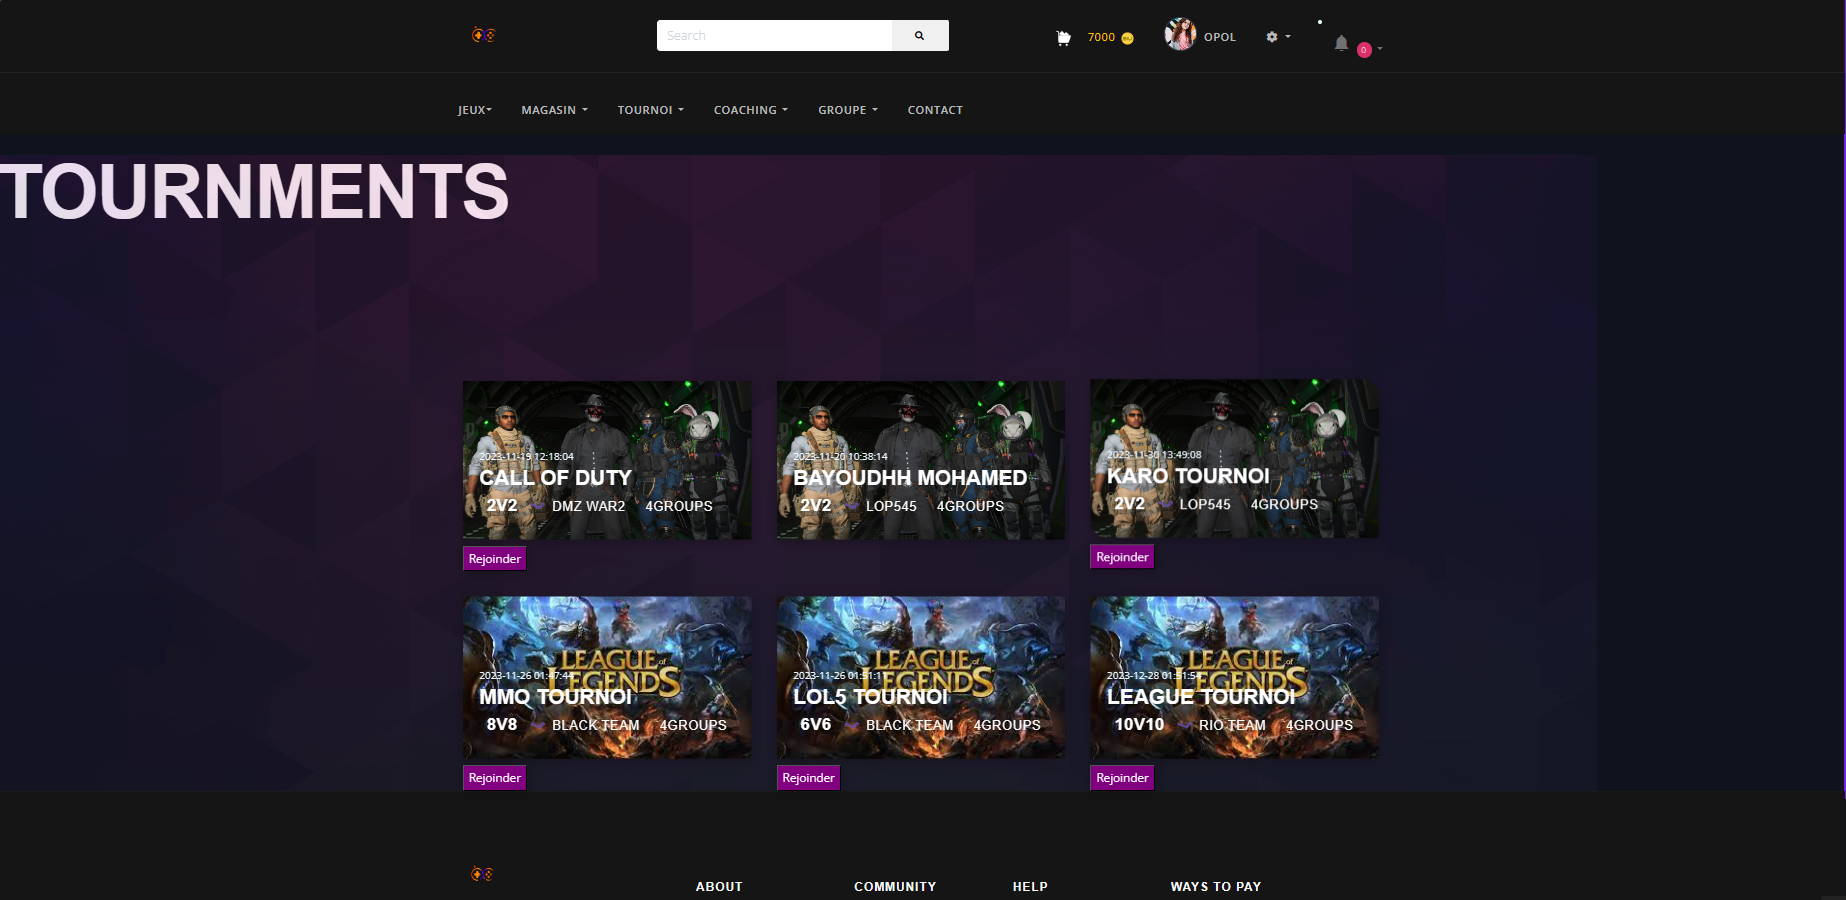 Search
7000
OPOL
0
JEUX
MAGASIN
TOURNOI
COACHING
GROUPE
CONTACT
TOURNMENTS
2023-11-19 12:18:04
CALL OF DUTY
2V2 DMZ WAR2 4GROUPS
Rejoinder
2023-11-20 10:38:14
BAYOUDHH MOHAMED
2V2 LOP545 4GROUPS
2023-11-30 13:49:08
KARO TOURNOI
2V2 LOP545 4GROUPS
Rejoinder
LEAGUE of
LEGENDS
2023-11-26 01:47:44
MMO TOURNOI
8V8 BLACK TEAM 4GROUPS
Rejoinder
LEAGUE of
LEGENDS
2023-11-26 01:51:11
LOL5 TOURNOI
6V6 BLACK TEAM 4GROUPS
Rejoinder
LEAGUE of
LEGENDS
2023-12-28 01:51:54
LEAGUE TOURNOI
10V10 RIO TEAM 4GROUPS
Rejoinder
ABOUT
COMMUNITY
HELP
WAYS TO PAY